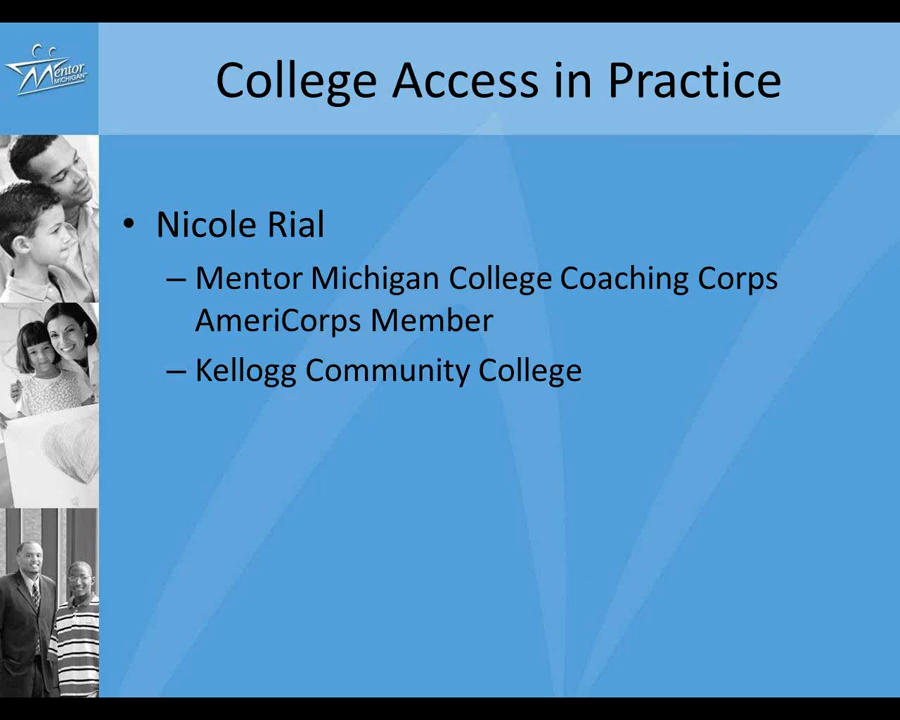 Mentor
MICHIGAN
College Access in Practice
• Nicole Rial
– Mentor Michigan College Coaching Corps
AmeriCorps Member
– Kellogg Community College